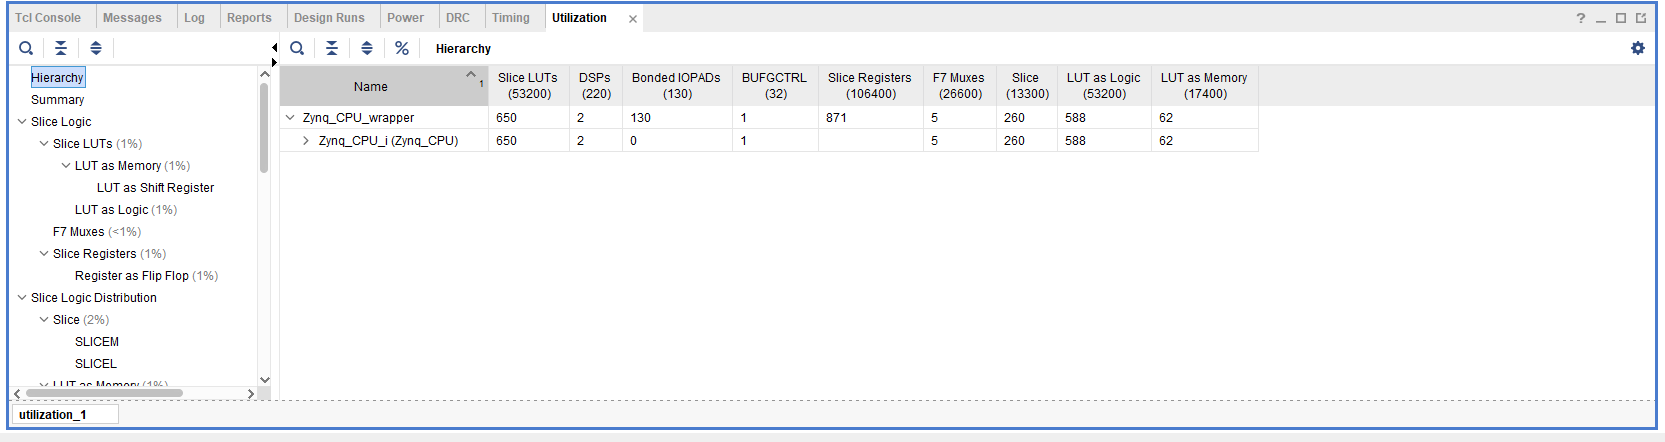 Tcl Console Messages Log Reports Design Runs Power DRC Timing Utilization × ?
% Hierarchy
Hierarchy
Summary
Slice Logic
Slice LUTs (1%)
LUT as Memory (1%)
LUT as Shift Register
LUT as Logic (1%)
F7 Muxes (<1%)
Slice Registers (1%)
Register as Flip Flop (1%)
Slice Logic Distribution
Slice (2%)
SLICEM
SLICEL
LUT as Memory (1%)
Name 1 Slice LUTs (53200) DSPs (220) Bonded IOPADs (130) BUFGCTRL (32) Slice Registers (106400) F7 Muxes (26600) Slice (13300) LUT as Logic (53200) LUT as Memory (17400)
Zynq_CPU_wrapper 650 2 130 1 871 5 260 588 62
Zynq_CPU_i (Zynq_CPU) 650 2 0 1 5 260 588 62
utilization_1